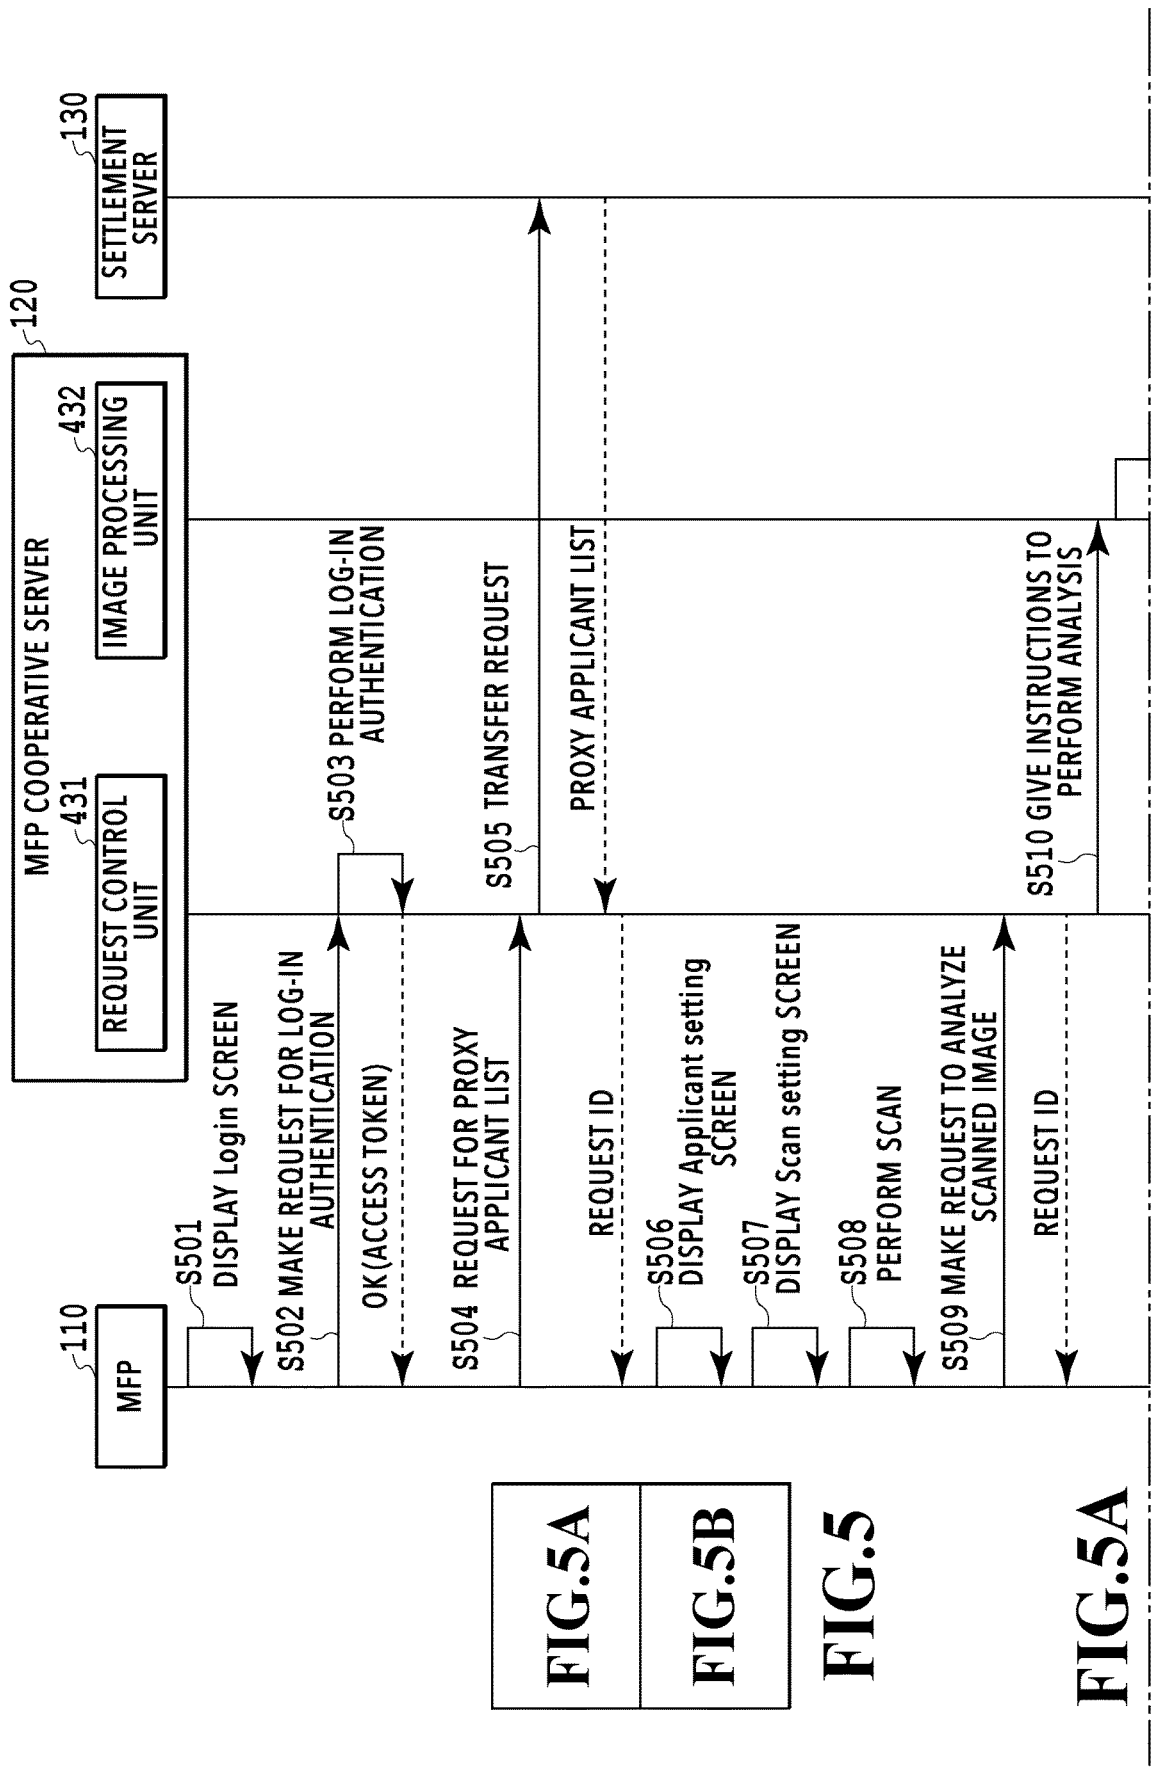 MFP COOPERATIVE SERVER
120
110
431
432
130
MFP
REQUEST CONTROL
UNIT
IMAGE PROCESSING
UNIT
SETTLEMENT
SERVER
S501
DISPLAY Login SCREEN
S502 MAKE REQUEST FOR LOG-IN
AUTHENTICATION
S503 PERFORM LOG-IN
AUTHENTICATION
OK(ACCESS TOKEN)
S504 REQUEST FOR PROXY
APPLICANT LIST
S505 TRANSFER REQUEST
PROXY APPLICANT LIST
REQUEST ID
S506
DISPLAY Applicant setting
SCREEN
S507
DISPLAY Scan setting SCREEN
S508
PERFORM SCAN
S509 MAKE REQUEST TO ANALYZE
SCANNED IMAGE
S510 GIVE INSTRUCTIONS TO
PERFORM ANALYSIS
REQUEST ID
FIG.5A
FIG.5B
FIG.5
FIG.5A